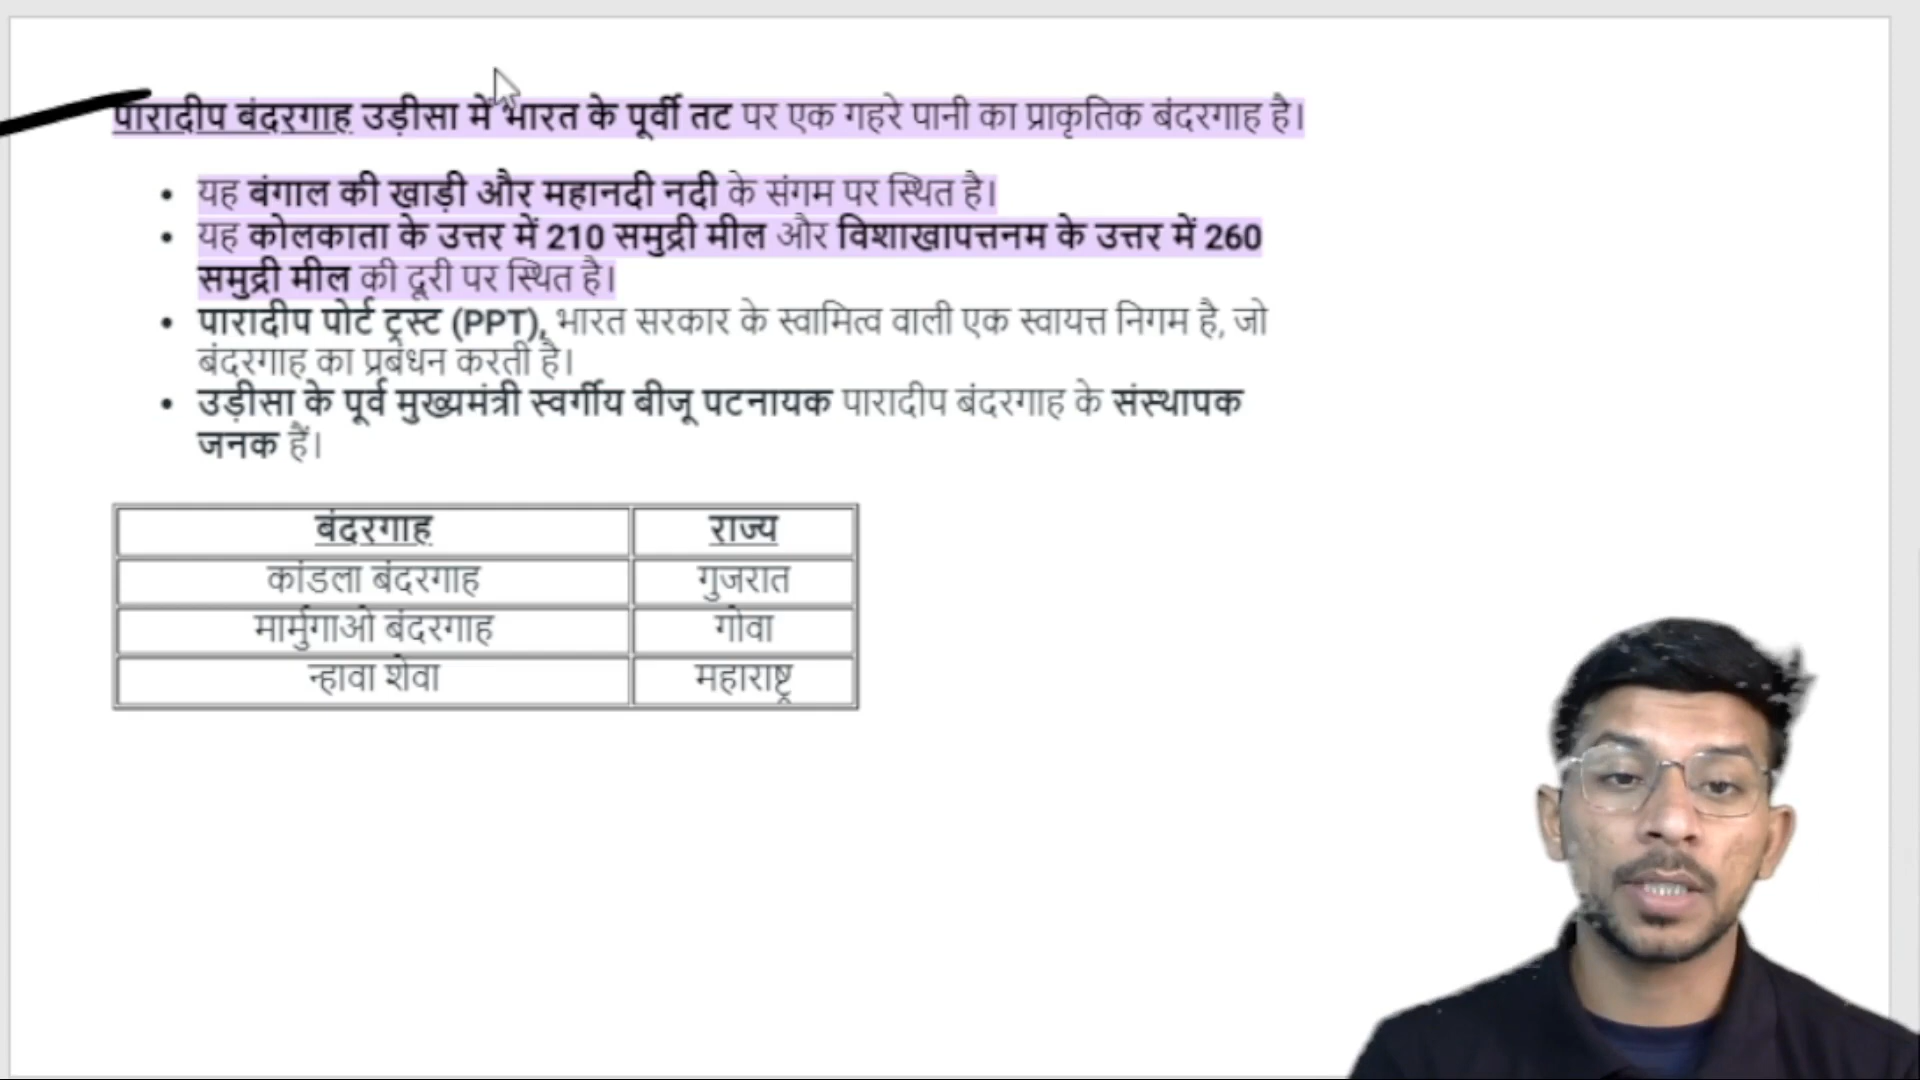 पारादीप बंदरगाह उड़ीसा में भारत के पूर्वी तट पर एक गहरे पानी का प्राकृतिक बंदरगाह है।
• यह बंगाल की खाड़ी और महानदी नदी के संगम पर स्थित है।
• यह कोलकाता के उत्तर में 210 समुद्री मील और विशाखापत्तनम के उत्तर में 260
समुद्री मील की दूरी पर स्थित है।
• पारादीप पोर्ट ट्रस्ट (PPT), भारत सरकार के स्वामित्व वाली एक स्वायत्त निगम है, जो
बंदरगाह का प्रबंधन करती है।
• उड़ीसा के पूर्व मुख्यमंत्री स्वर्गीय बीजू पटनायक पारादीप बंदरगाह के संस्थापक
जनक हैं।
बंदरगाह राज्य
कांडला बंदरगाह गुजरात
मार्मुगाओ बंदरगाह गोवा
न्हावा शेवा महाराष्ट्र